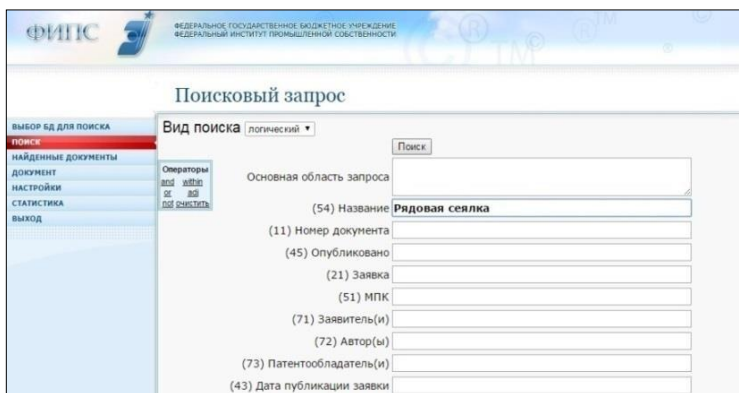 ФИПС
ФЕДЕРАЛЬНОЕ ГОСУДАРСТВЕННОЕ БЮДЖЕТНОЕ УЧРЕЖДЕНИЕ
ФЕДЕРАЛЬНЫЙ ИНСТИТУТ ПРОМЫШЛЕННОЙ СОБСТВЕННОСТИ
Поисковый запрос
ВЫБОР БД ДЛЯ ПОИСКА
ПОИСК
НАЙДЕННЫЕ ДОКУМЕНТЫ
ДОКУМЕНТ
НАСТРОЙКИ
СТАТИСТИКА
ВЫХОД
Вид поиска логический
Поиск
Операторы
and within
or adj
not очистить
Основная область запроса
(54) Название Рядовая сеялка
(11) Номер документа
(45) Опубликовано
(21) Заявка
(51) МПК
(71) Заявитель(и)
(72) Автор(ы)
(73) Патентообладатель(и)
(43) Дата публикации заявки